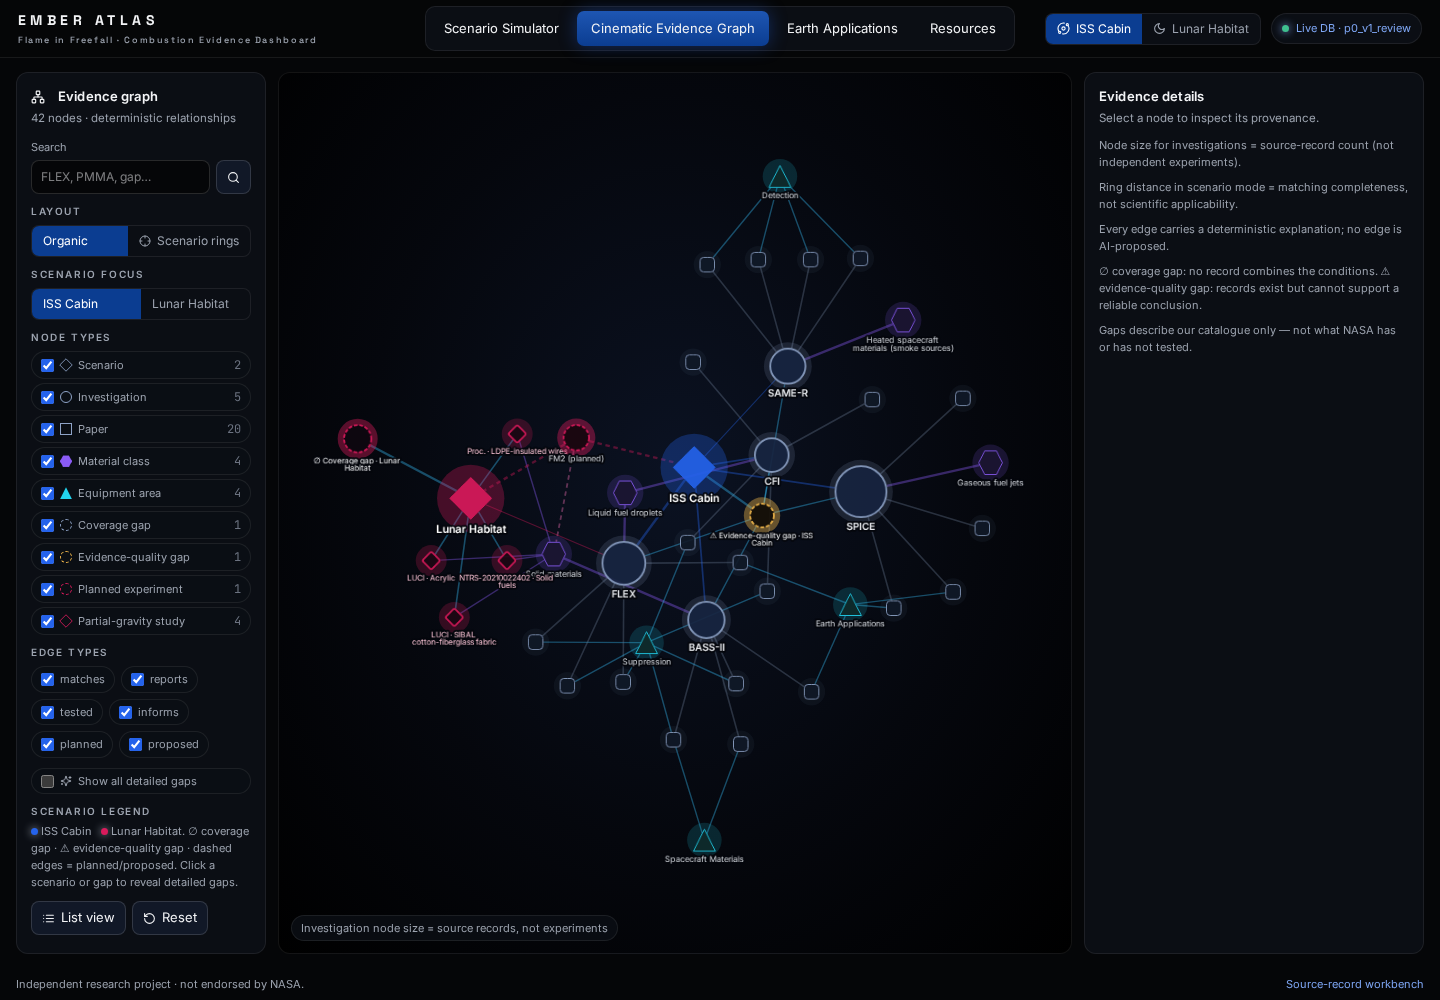 EMBER ATLAS
Flame in Freefall · Combustion Evidence Dashboard
Scenario Simulator
Cinematic Evidence Graph
Earth Applications
Resources
ISS Cabin
Lunar Habitat
Live DB · p0_v1_review
Evidence graph
42 nodes · deterministic relationships
Search
FLEX, PMMA, gap...
LAYOUT
Organic
Scenario rings
SCENARIO FOCUS
ISS Cabin
Lunar Habitat
NODE TYPES
Scenario 2
Investigation 5
Paper 20
Material class 4
Equipment area 4
Coverage gap 1
Evidence-quality gap 1
Planned experiment 1
Partial-gravity study 4
EDGE TYPES
matches
reports
tested
informs
planned
proposed
Show all detailed gaps
SCENARIO LEGEND
ISS Cabin Lunar Habitat. ∅ coverage
gap · ⚠ evidence-quality gap · dashed
edges = planned/proposed. Click a
scenario or gap to reveal detailed gaps.
List view
Reset
Detection
Heated spacecraft
materials (smoke sources)
SAME-R
∅ Coverage gap · Lunar
Habitat
Proc. · LDPE-insulated wires
FM2 (planned)
ISS Cabin
CFI
Gaseous fuel jets
Lunar Habitat
Liquid fuel droplets
SPICE
⚠ Evidence-quality gap · ISS
Cabin
LUCI · Acrylic
NTRS-20210022402 · Solid
fuels
Solid materials
FLEX
Earth Applications
LUCI · SIBAL
cotton-fiberglass fabric
BASS-II
Suppression
Spacecraft Materials
Investigation node size = source records, not experiments
Evidence details
Select a node to inspect its provenance.
Node size for investigations = source-record count (not
independent experiments).
Ring distance in scenario mode = matching completeness,
not scientific applicability.
Every edge carries a deterministic explanation; no edge is
AI-proposed.
∅ coverage gap: no record combines the conditions. ⚠
evidence-quality gap: records exist but cannot support a
reliable conclusion.
Gaps describe our catalogue only — not what NASA has
or has not tested.
Independent research project · not endorsed by NASA.
Source-record workbench